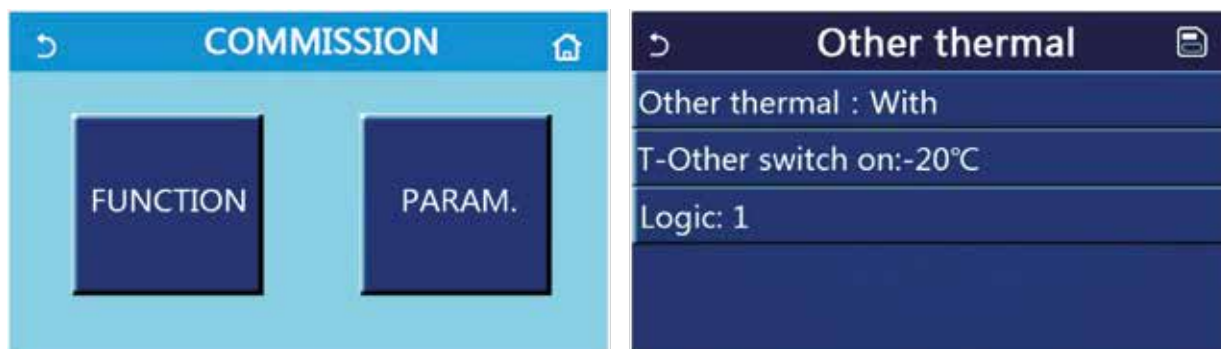 COMMISSION
FUNCTION
PARAM.
Other thermal
Other thermal : With
T-Other switch on:-20℃
Logic: 1